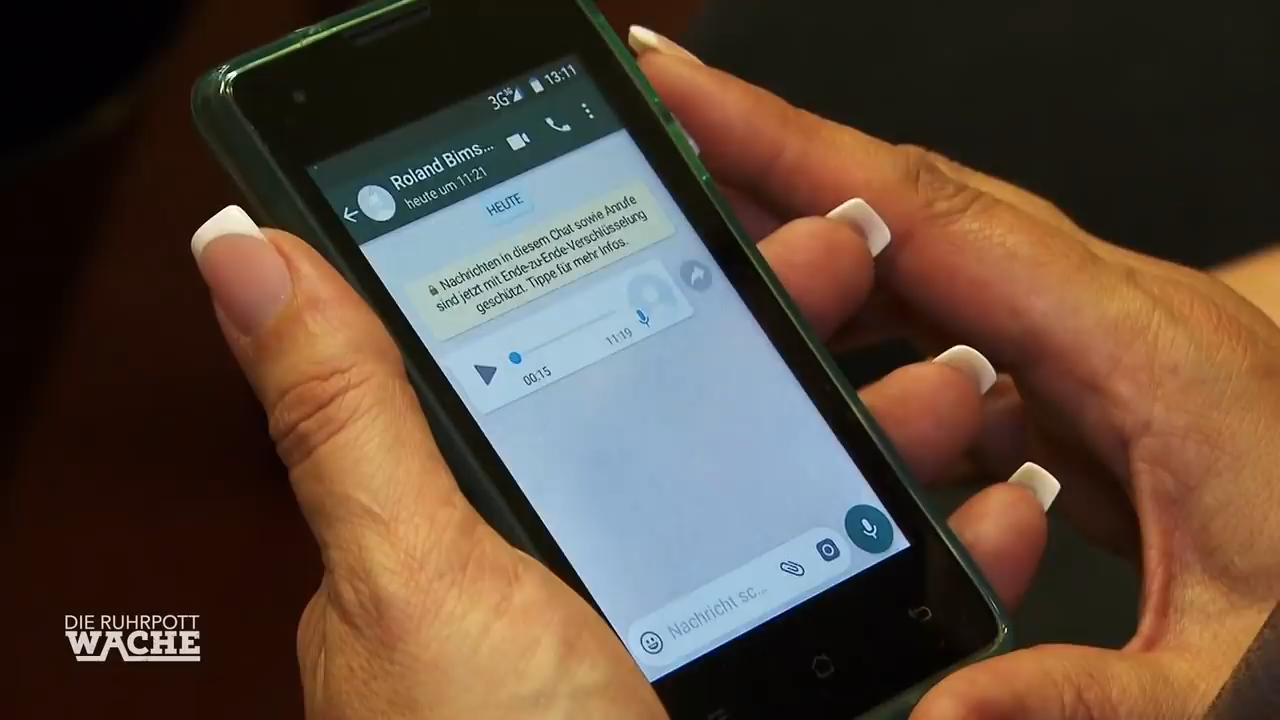 3G 3G 13:11
Roland Bims...
heute um 11:21
HEUTE
Nachrichten in diesem Chat sowie Anrufe
sind jetzt mit Ende-zu-Ende-Verschlüsselung
geschützt. Tippe für mehr Infos.
00:15 11:19
Nachricht sc...
DIE RUHRPOTT
WACHE